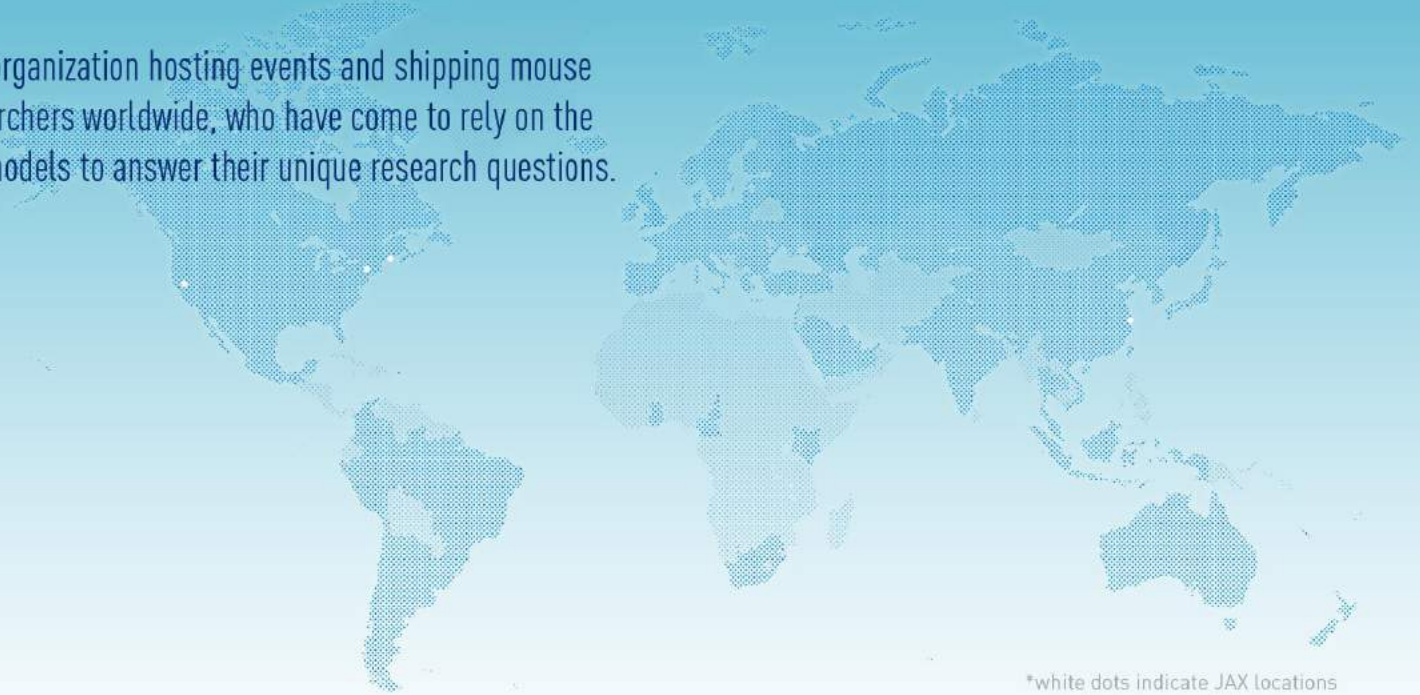 organization hosting events and shipping mouse
rchers worldwide, who have come to rely on the
odels to answer their unique research questions.
*white dots indicate JAX locations